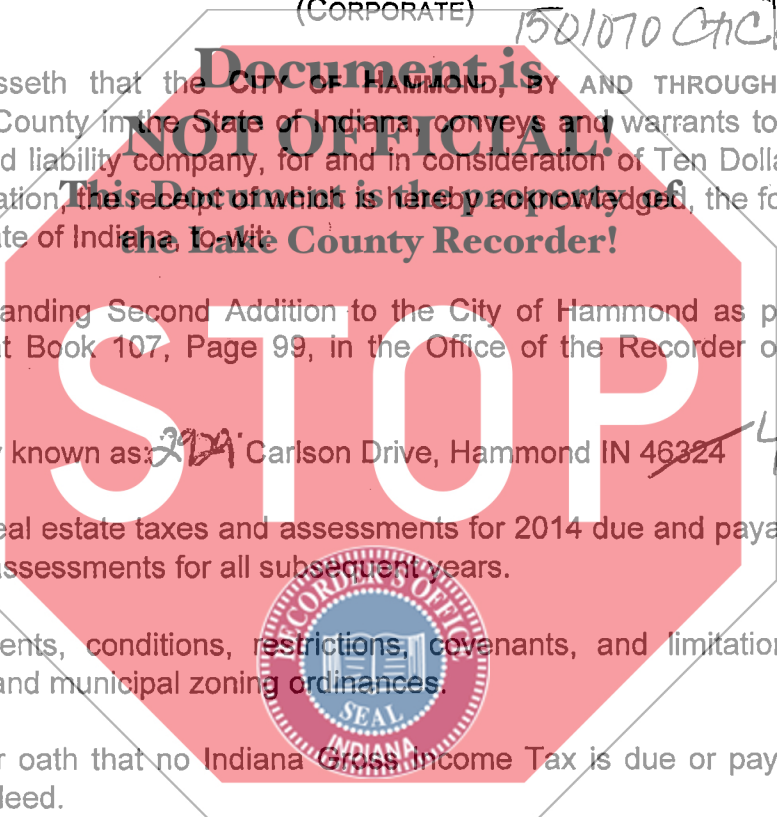 (CORPORATE)
1501070
Document is
sseth that the CITY OF HAMMOND, BY AND THROUGH
NOT OFFICIAL!
County in the State of Indiana, conveys and warrants to
d liability company, for and in consideration of Ten Dolla
This Document is the property of
ation, the receipt of which is hereby acknowledged, the fo
the Lake County Recorder!
te of Indiana, to-wit:
anding Second Addition to the City of Hammond as p
t Book 107, Page 99, in the Office of the Recorder o
STOP
y known as: 2929 Carlson Drive, Hammond IN 46324
eal estate taxes and assessments for 2014 due and paya
assessments for all subsequent years.
RECORDER'S OFFICE
ents, conditions, restrictions, covenants, and limitation
and municipal zoning ordinances.
SEAL
INDIANA
r oath that no Indiana Gross Income Tax is due or pay
deed.